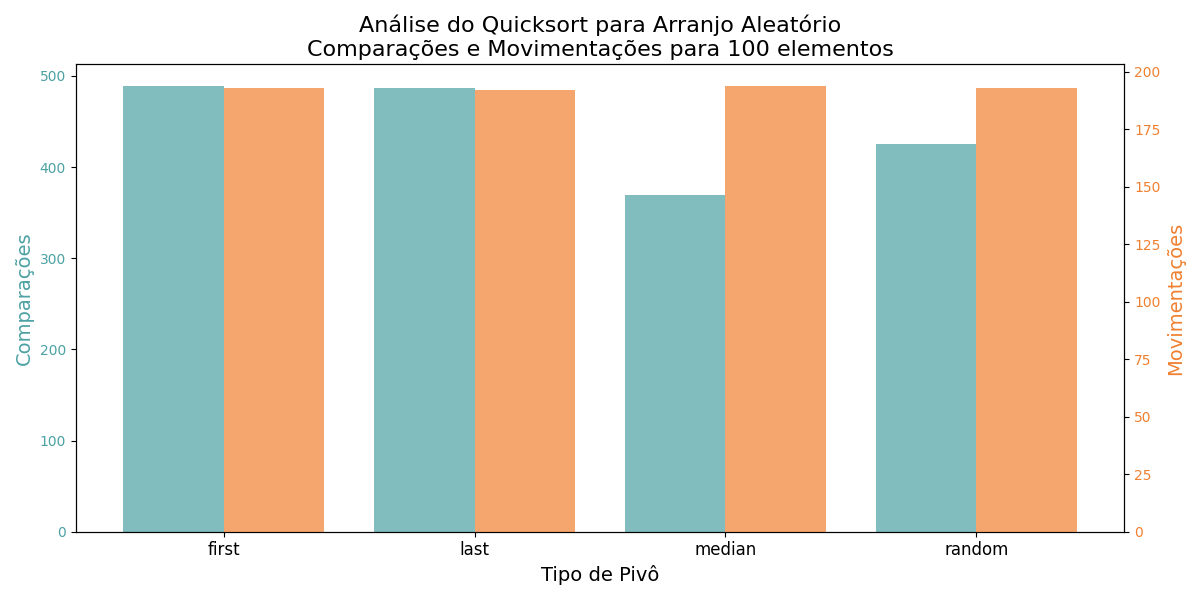 Análise do Quicksort para Arranjo Aleatório
Comparações e Movimentações para 100 elementos
500
400
300
200
100
0
Comparações
200
175
150
125
100
75
50
25
0
Movimentações
first
last
median
random
Tipo de Pivô